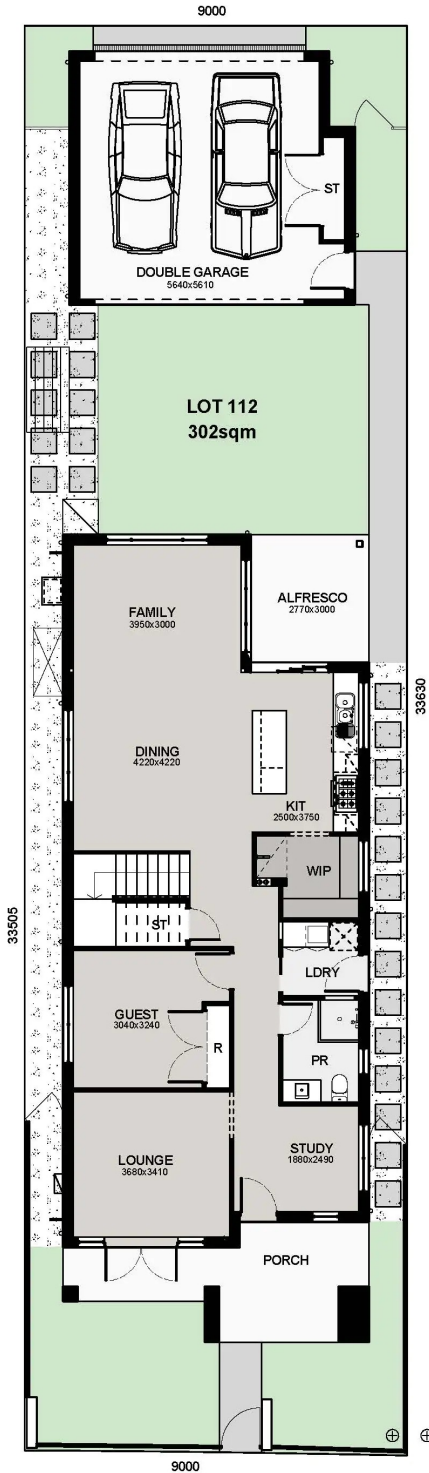 9000
ST
DOUBLE GARAGE
5640x5610
LOT 112
302sqm
ALFRESCO
2770x3000
FAMILY
3950x3000
33630
DINING
4220x4220
KIT
2500x3750
WIP
33505
ST
LDRY
GUEST
3040x3240
R
PR
STUDY
1880x2490
LOUNGE
3680x3410
PORCH
9000